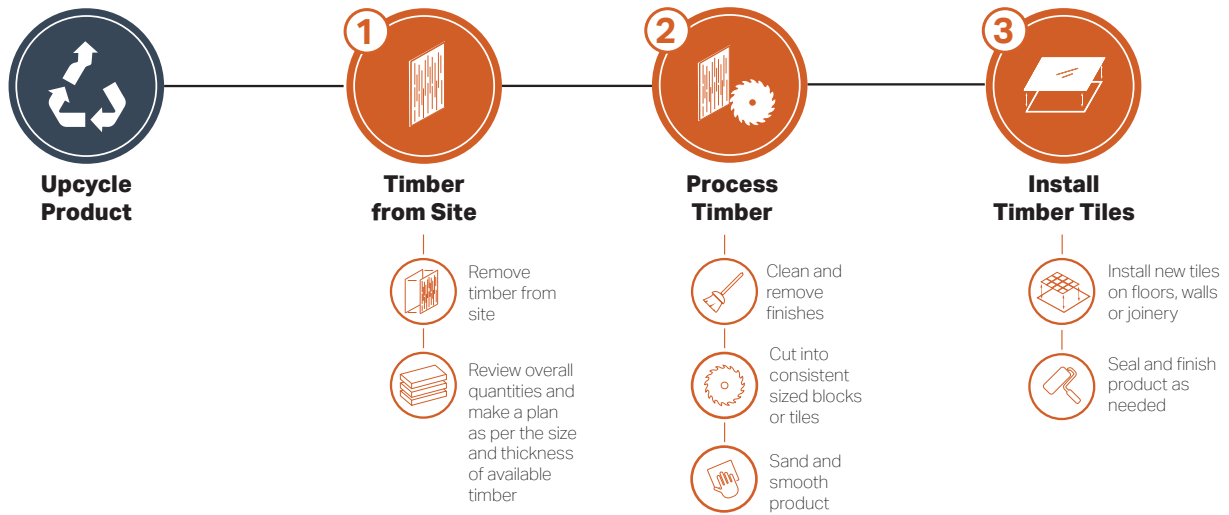 Upcycle
Product
1
Timber
from Site
Remove
timber from
site
Review overall
quantities and
make a plan
as per the size
and thickness
of available
timber
2
Process
Timber
Clean and
remove
finishes
Cut into
consistent
sized blocks
or tiles
Sand and
smooth
product
3
Install
Timber Tiles
Install new tiles
on floors, walls
or joinery
Seal and finish
product as
needed